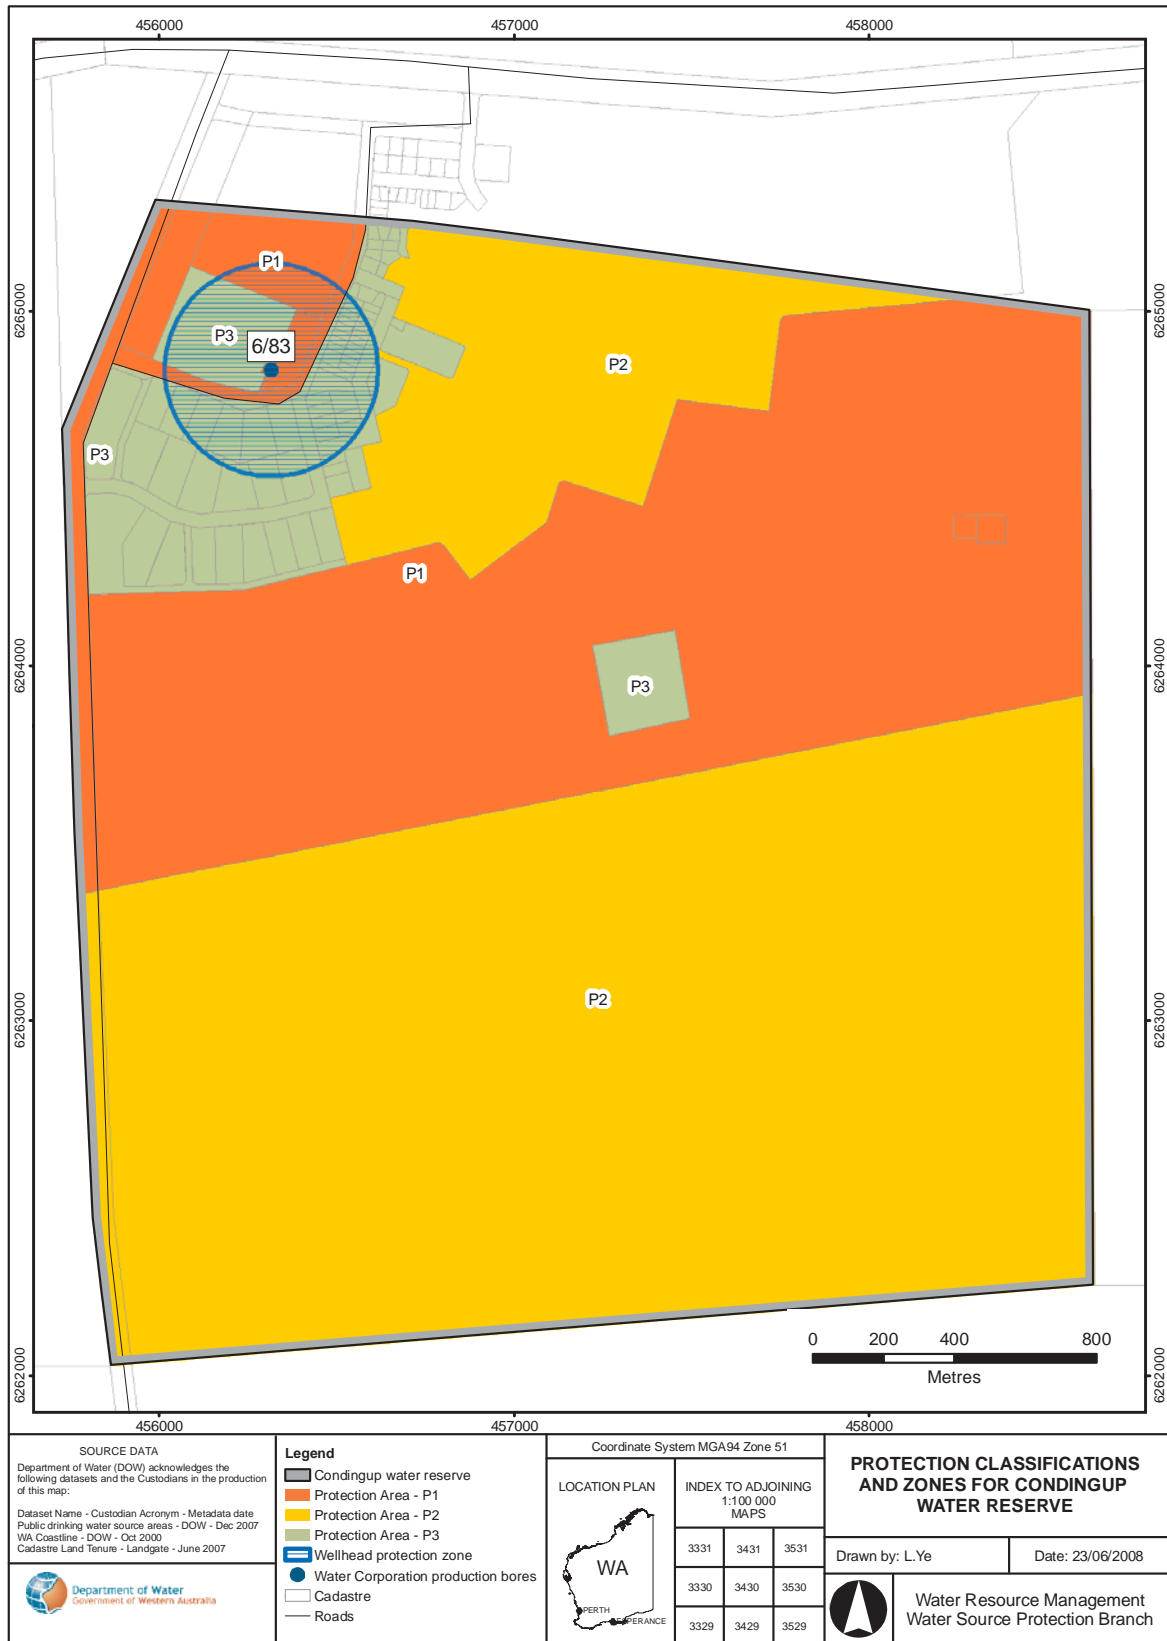 456000
457000
458000
6265000
6265000
6264000
6264000
6263000
6263000
6262000
6262000
P1
P3
6/83
P2
P3
P1
P3
P2
0 200 400 800
Metres
456000
457000
458000
SOURCE DATA
Department of Water (DOW) acknowledges the
following datasets and the Custodians in the production
of this map:
Dataset Name - Custodian Acronym - Metadata date
Public drinking water source areas - DOW - Dec 2007
WA Coastline - DOW - Oct 2000
Cadastre Land Tenure - Landgate - June 2007
Department of Water
Government of Western Australia
Legend
Condingup water reserve
Protection Area - P1
Protection Area - P2
Protection Area - P3
Wellhead protection zone
Water Corporation production bores
Cadastre
Roads
Coordinate System MGA94 Zone 51
LOCATION PLAN
WA
PERTH
ESPERANCE
INDEX TO ADJOINING
1:100 000
MAPS
3331 3431 3531
3330 3430 3530
3329 3429 3529
PROTECTION CLASSIFICATIONS
AND ZONES FOR CONDINGUP
WATER RESERVE
Drawn by: L.Ye
Date: 23/06/2008
Water Resource Management
Water Source Protection Branch